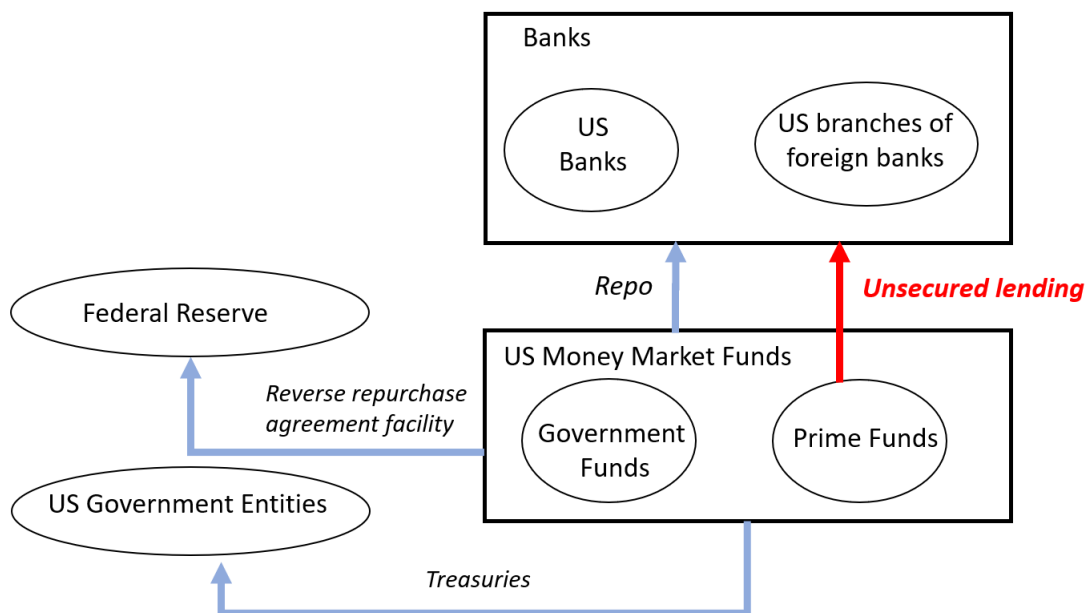 Banks
US
Banks
US branches of
foreign banks
Repo
Unsecured lending
Federal Reserve
US Money Market Funds
Reverse repurchase
agreement facility
Government
Funds
Prime Funds
US Government Entities
Treasuries